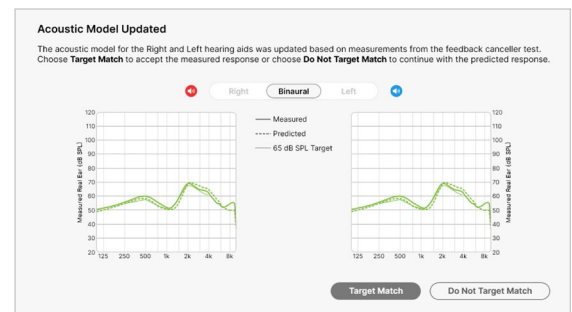 Acoustic Model Updated
The acoustic model for the Right and Left hearing aids was updated based on measurements from the feedback canceller test.
Choose Target Match to accept the measured response or choose Do Not Target Match to continue with the predicted response.
Right Binaural Left
Measured
Predicted
65 dB SPL Target
Measured Real Ear (dB SPL)
120
110
100
90
80
70
60
50
40
30
20
125 250 500 1k 2k 4k 8k
Measured Real Ear (dB SPL)
120
110
100
90
80
70
60
50
40
30
20
125 250 500 1k 2k 4k 8k
Target Match
Do Not Target Match